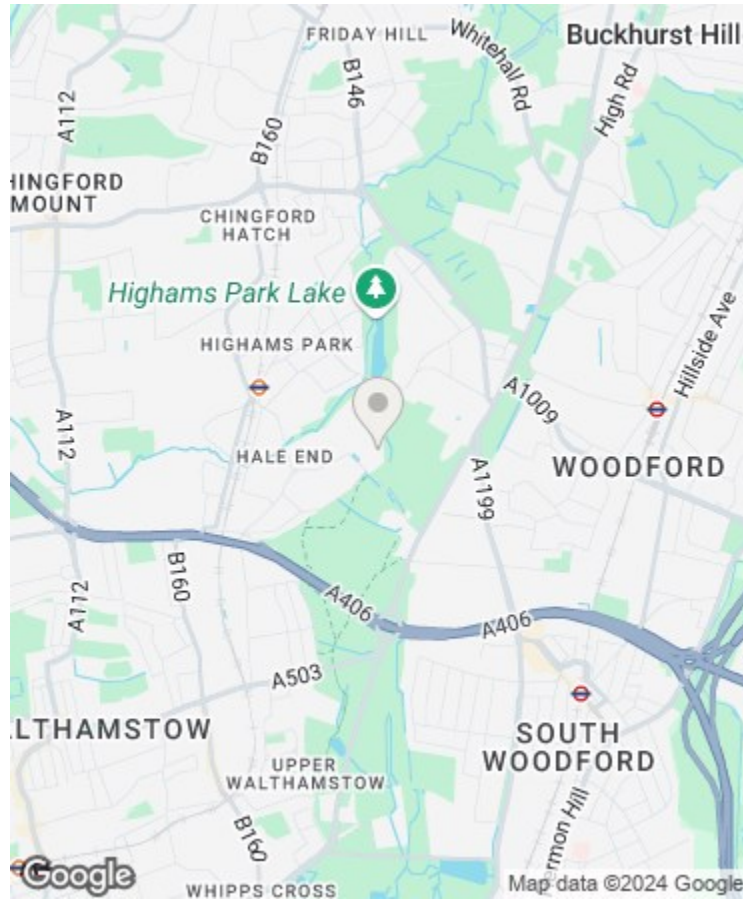 FRIDAY HILL
Whitehall Rd
Buckhurst Hill
B146
High Rd
A112
B160
HINGFORD
MOUNT
CHINGFORD
HATCH
Highams Park Lake
HIGHAMS PARK
Hillside Ave
A1009
A112
HALE END
WOODFORD
A1199
B160
A112
A406
A406
A503
LTHAMSTOW
SOUTH
WOODFORD
UPPER
WALTHAMSTOW
B160
ermon Hill
Google
WHIPPS CROSS
Map data ©2024 Google